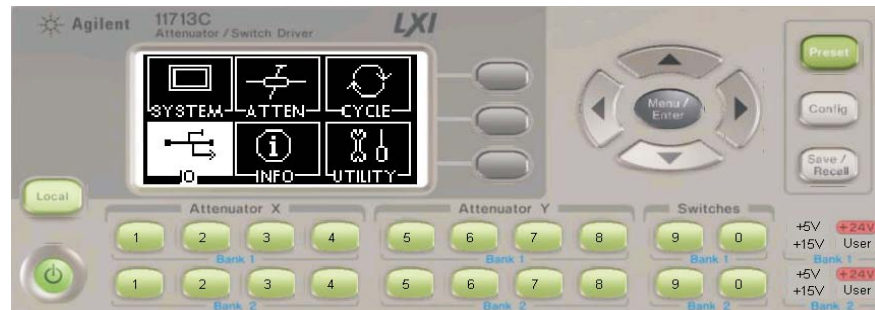 Agilent 11713C LXI
Attenuator / Switch Driver
SYSTEM ATTEN CYCLE
IO INFO UTILITY
Menu /
Enter
Preset
Config
Save /
Recall
Local
Attenuator X Attenuator Y Switches
1 2 3 4 5 6 7 8 9 0
+5V +24V
+15V User
Bank 1 Bank 1 Bank 1 Bank 1
1 2 3 4 5 6 7 8 9 0
+5V +24V
+15V User
Bank 2 Bank 2 Bank 2 Bank 2